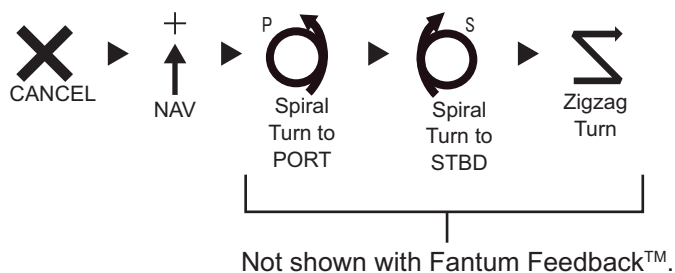 CANCEL
NAV
P
Spiral
Turn to
PORT
S
Spiral
Turn to
STBD
Zigzag
Turn
Not shown with Fantum Feedback™.